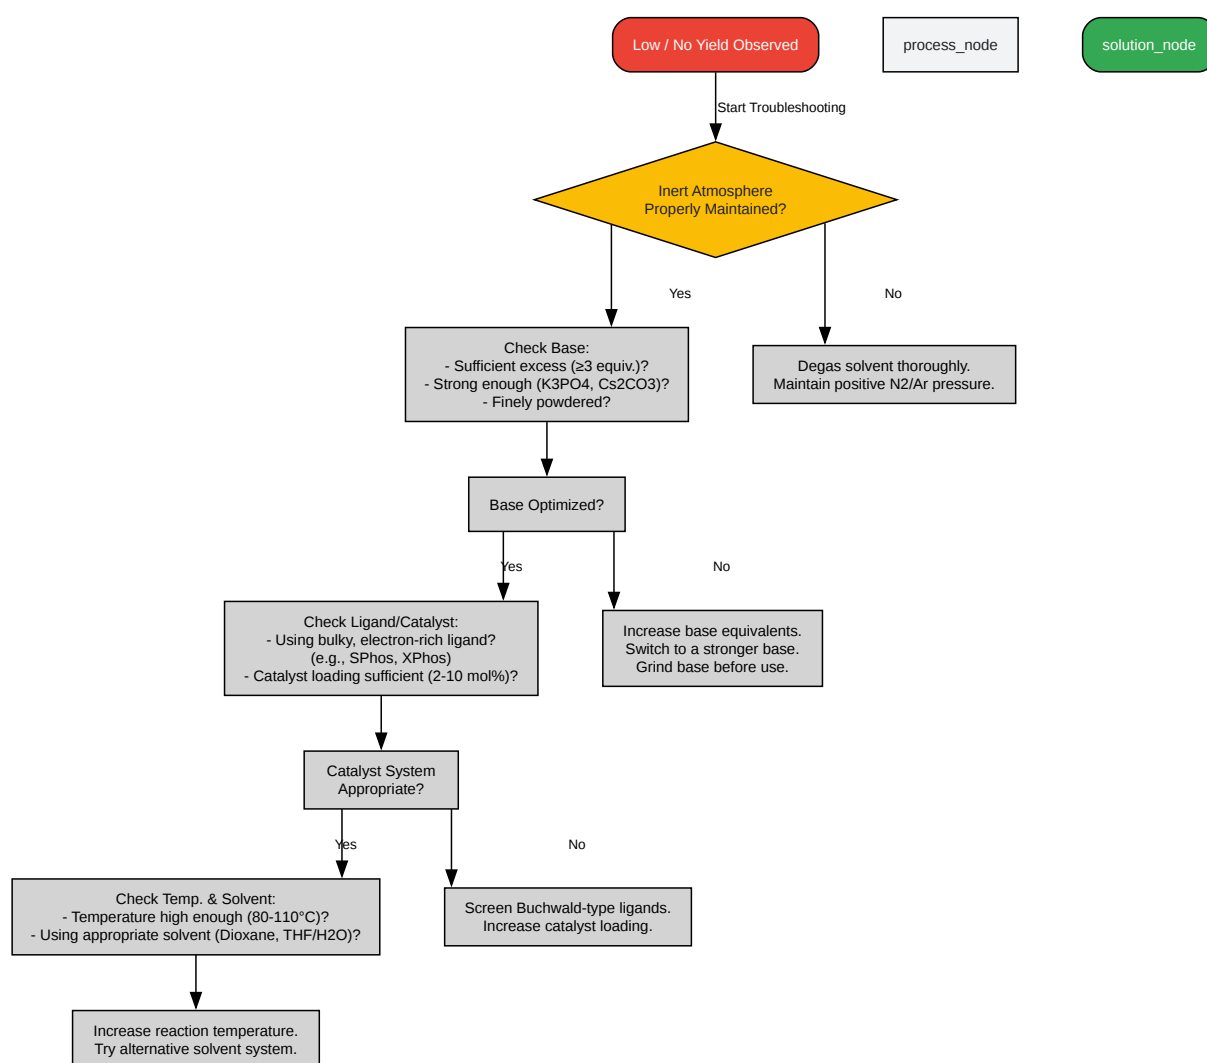 Low / No Yield Observed
process_node
solution_node
Start Troubleshooting
Inert Atmosphere
Properly Maintained?
Yes
No
Check Base:
- Sufficient excess (≥3 equiv.)?
- Strong enough (K3PO4, Cs2CO3)?
- Finely powdered?
Degas solvent thoroughly.
Maintain positive N2/Ar pressure.
Base Optimized?
Yes
No
Check Ligand/Catalyst:
- Using bulky, electron-rich ligand?
(e.g., SPhos, XPhos)
- Catalyst loading sufficient (2-10 mol%)?
Increase base equivalents.
Switch to a stronger base.
Grind base before use.
Catalyst System
Appropriate?
Yes
No
Check Temp. & Solvent:
- Temperature high enough (80-110°C)?
- Using appropriate solvent (Dioxane, THF/H2O)?
Screen Buchwald-type ligands.
Increase catalyst loading.
Increase reaction temperature.
Try alternative solvent system.